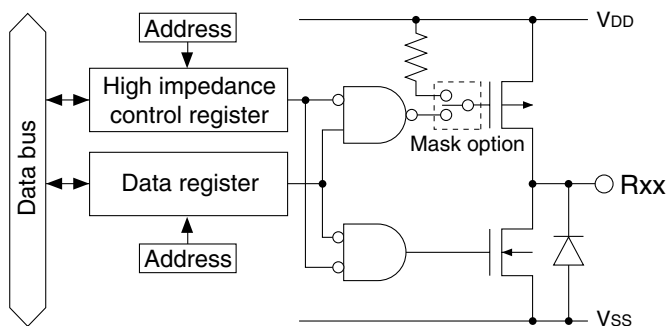 Address
VDD
High impedance
control register
Mask option
Data bus
Data register
Rxx
Address
VSS